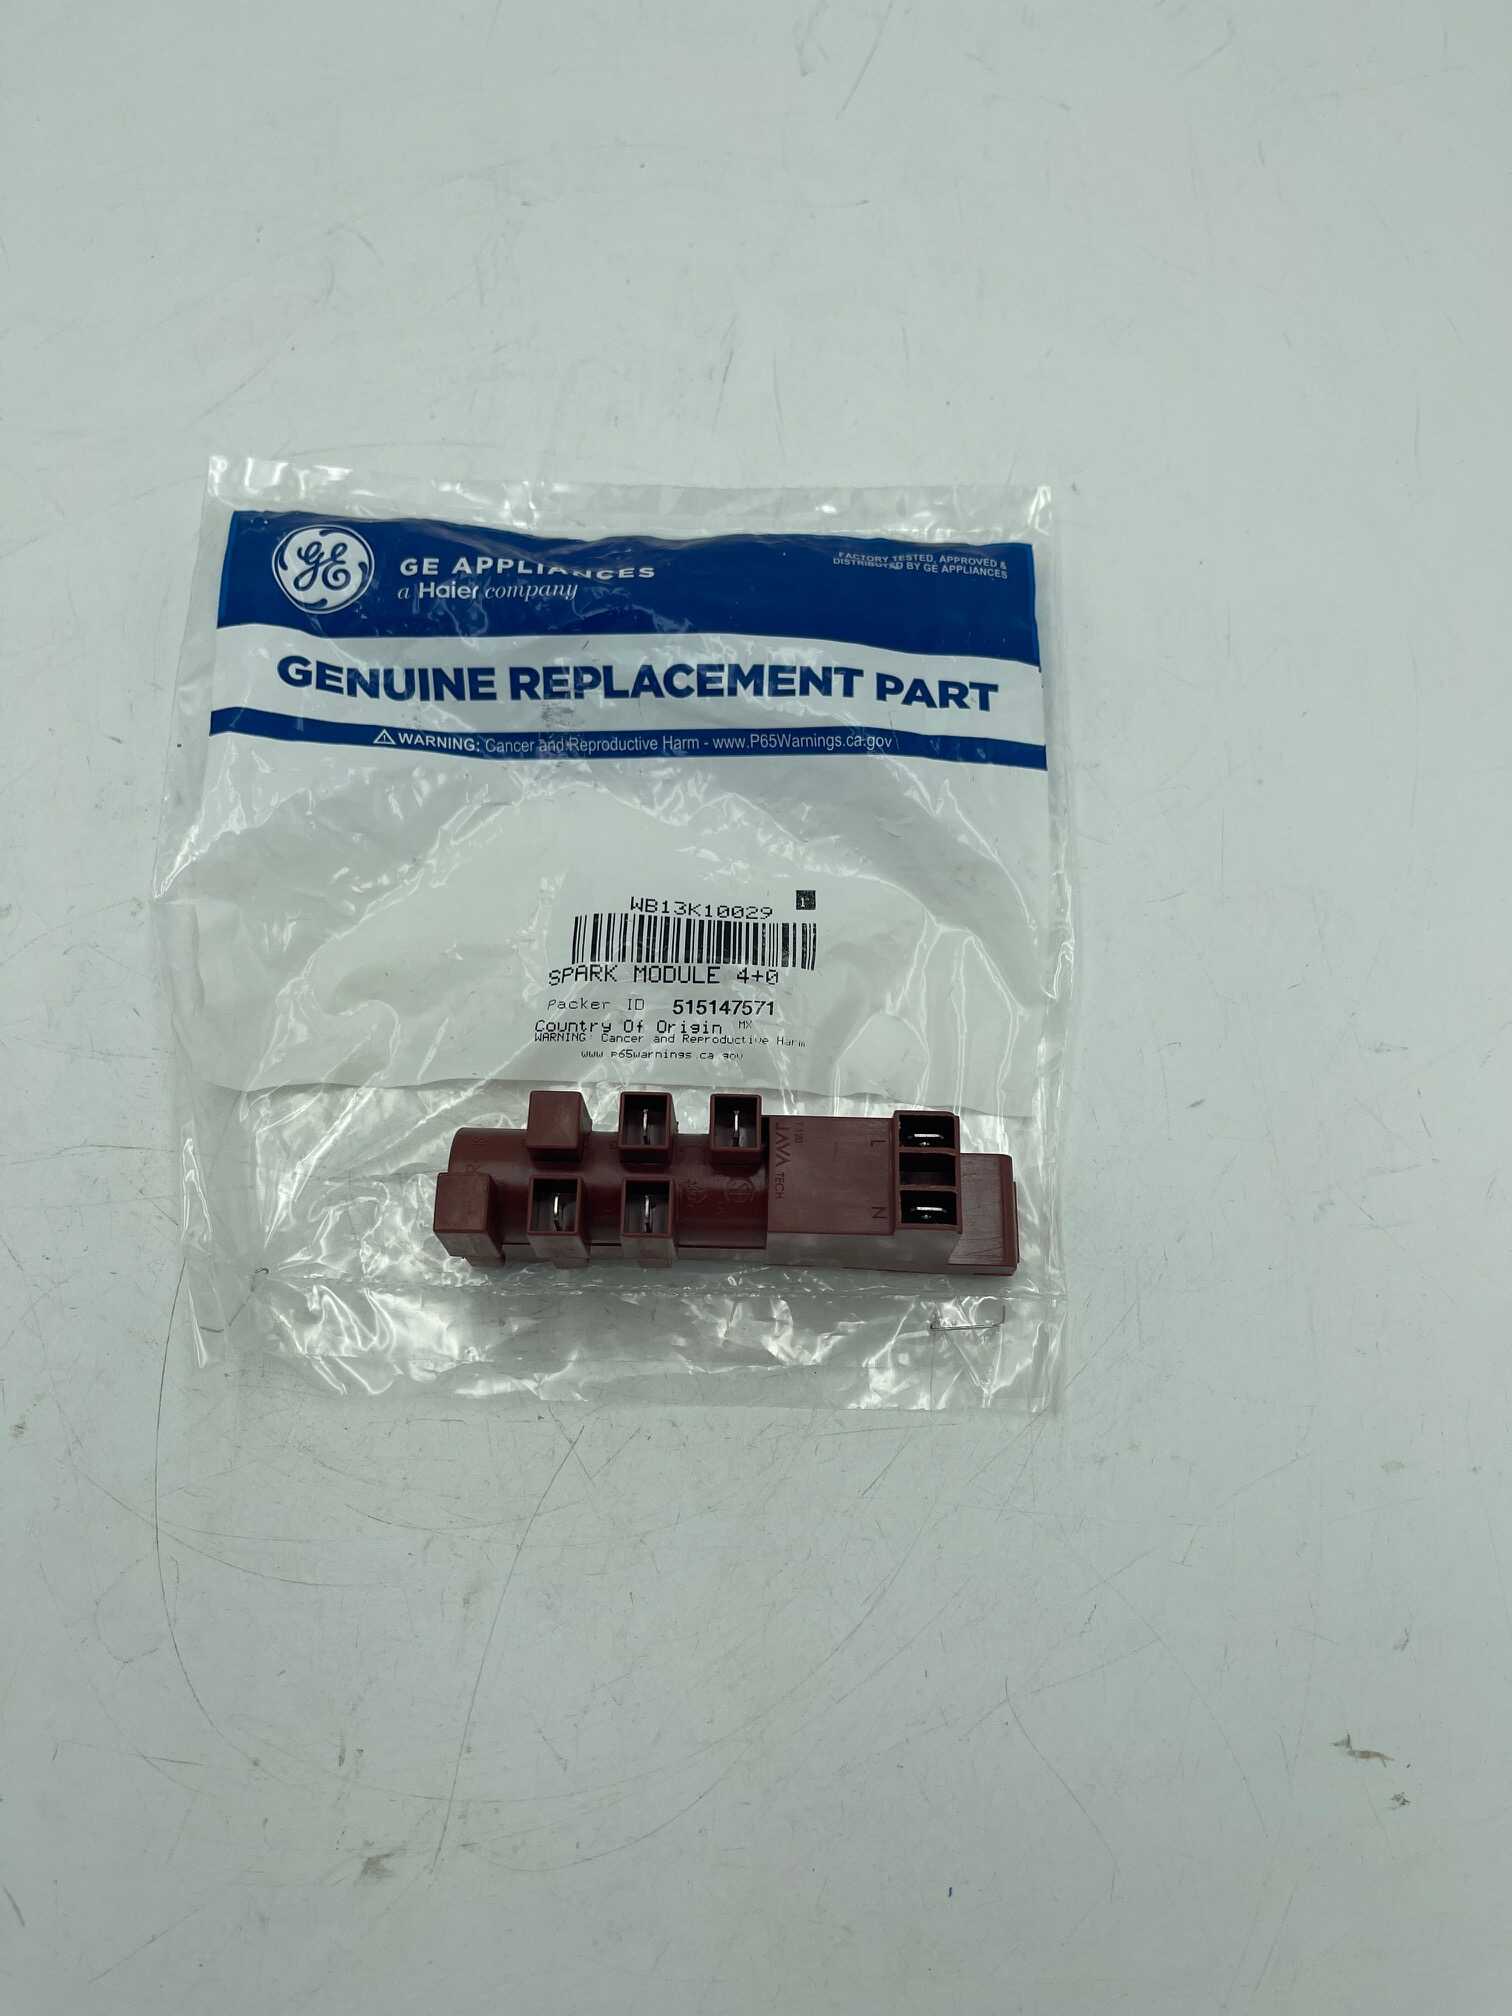 GE
GE APPLIANCES
a Haier company
FACTORY TESTED, APPROVED &
DISTRIBUTED BY GE APPLIANCES
GENUINE REPLACEMENT PART
WARNING: Cancer and Reproductive Harm - www.P65Warnings.ca.gov
WB13K10029
1
SPARK MODULE 4+0
Packer ID 515147571
Country Of Origin MX
WARNING: Cancer and Reproductive Harm
www.p65warnings.ca.gov
JAVA TECH
L
N